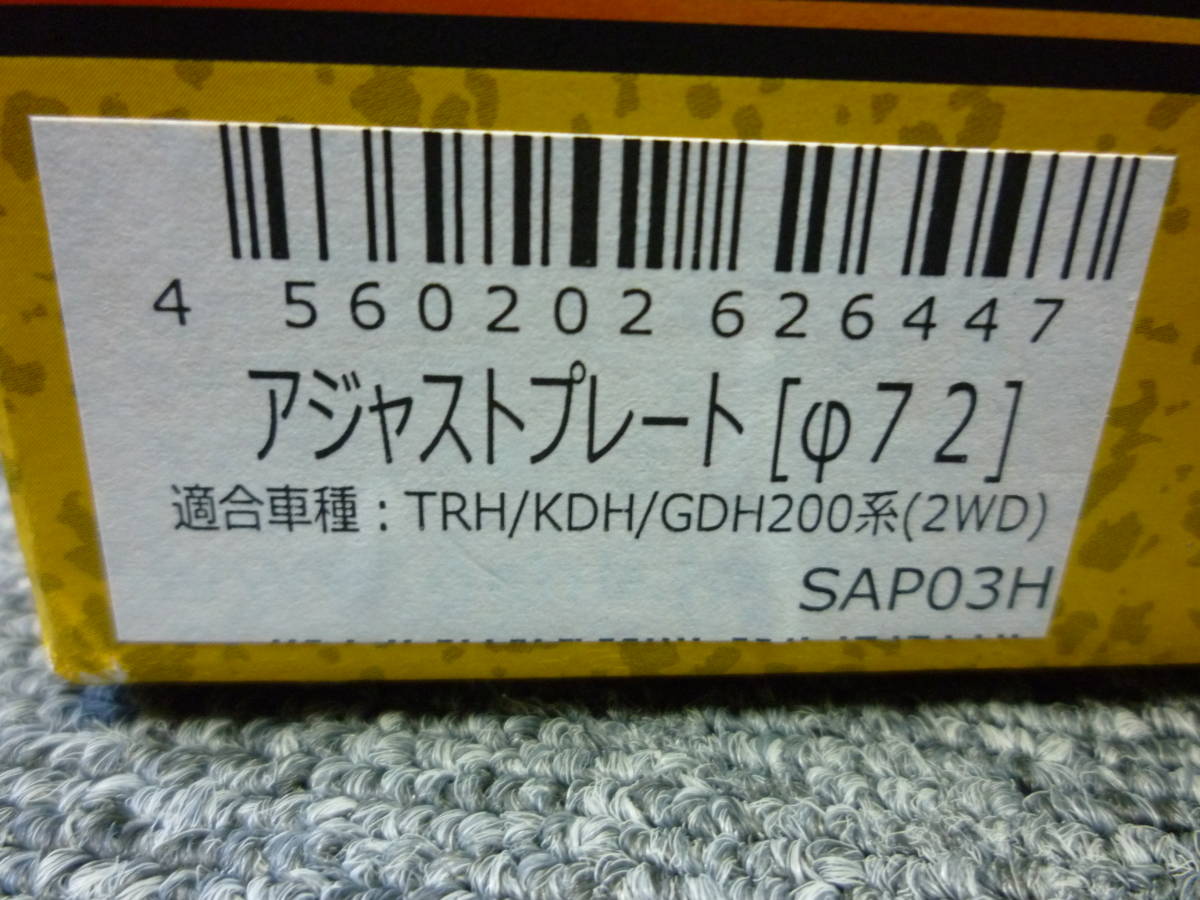 4 560202 626447
アジャストプレート[φ72]
適合車種：TRH/KDH/GDH200系(2WD)
SAP03H